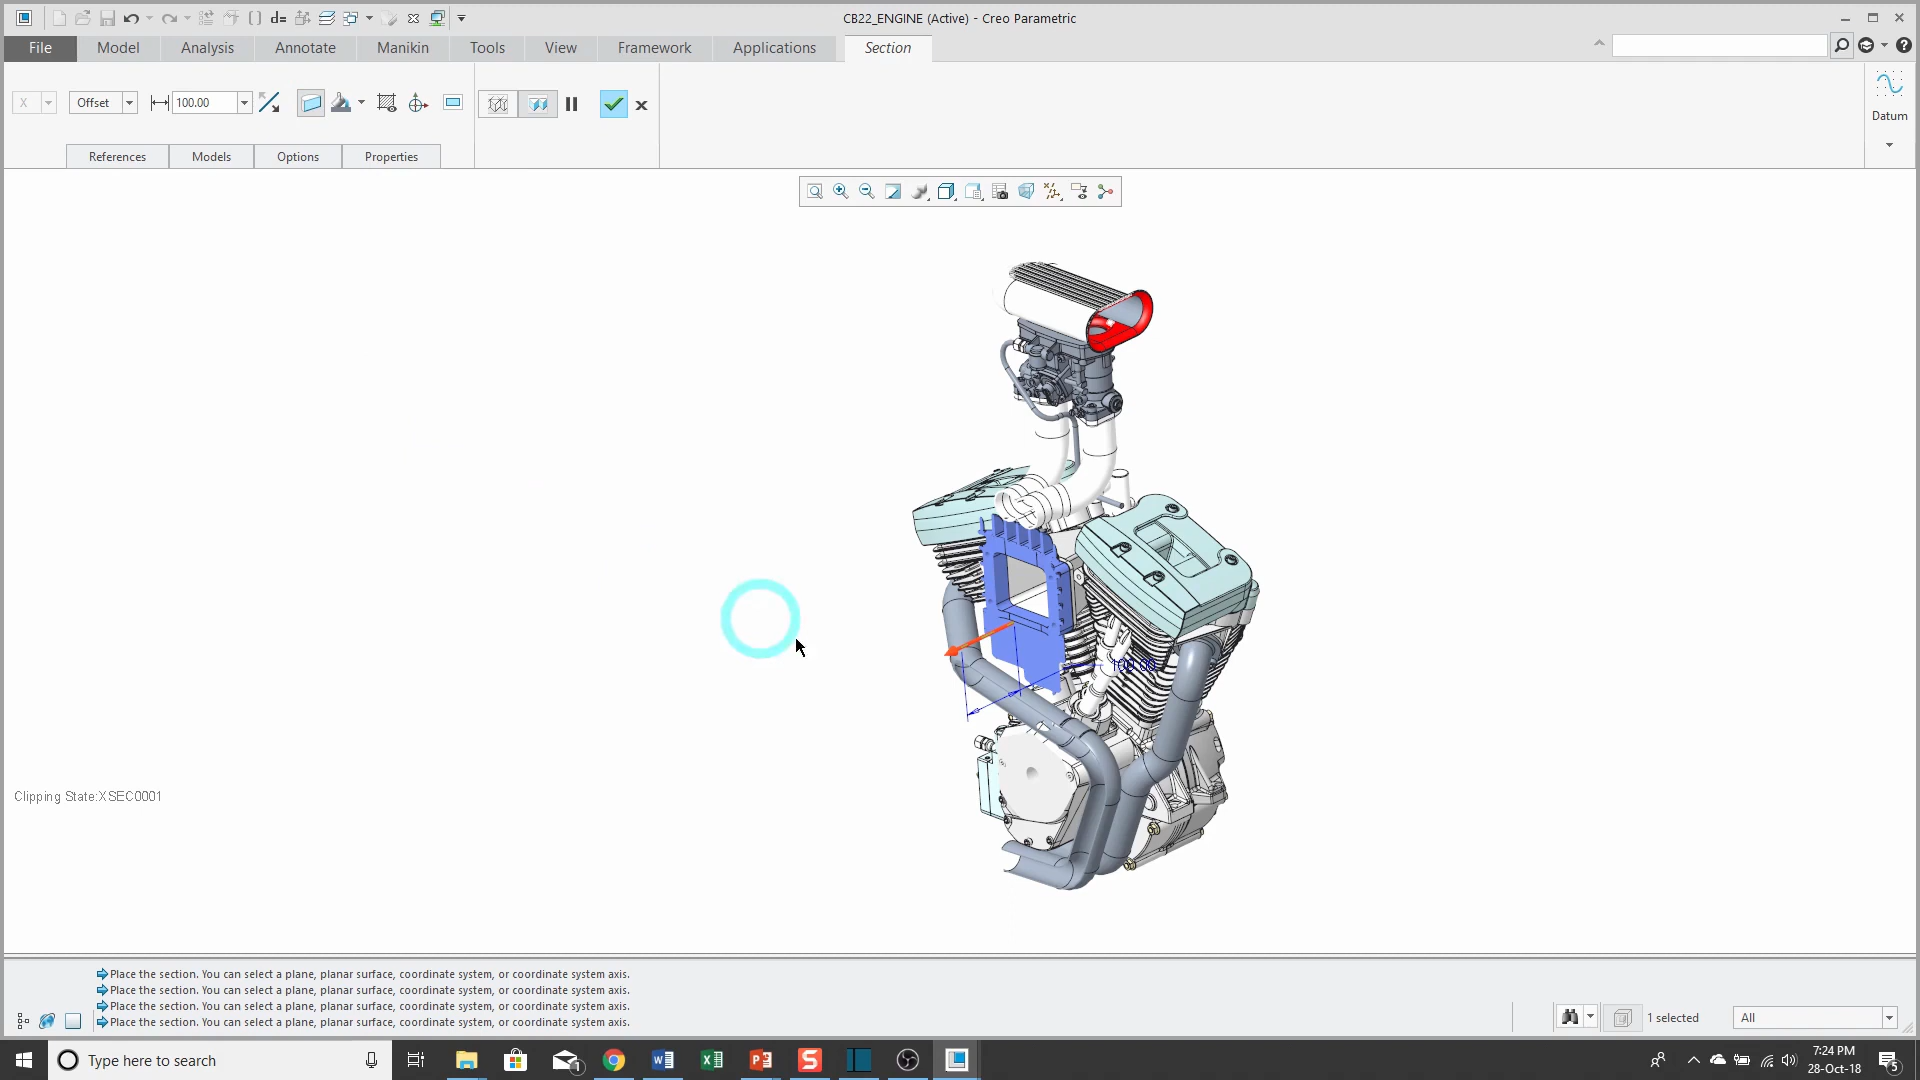 CB22_ENGINE (Active) - Creo Parametric
File Model Analysis Annotate Manikin Tools View Framework Applications Section
X Offset 100.00
Datum
References Models Options Properties
100.00
Clipping State:XSEC0001
Place the section. You can select a plane, planar surface, coordinate system, or coordinate system axis.
Place the section. You can select a plane, planar surface, coordinate system, or coordinate system axis.
Place the section. You can select a plane, planar surface, coordinate system, or coordinate system axis.
Place the section. You can select a plane, planar surface, coordinate system, or coordinate system axis.
1 selected
All
Type here to search
7:24 PM
28-Oct-18